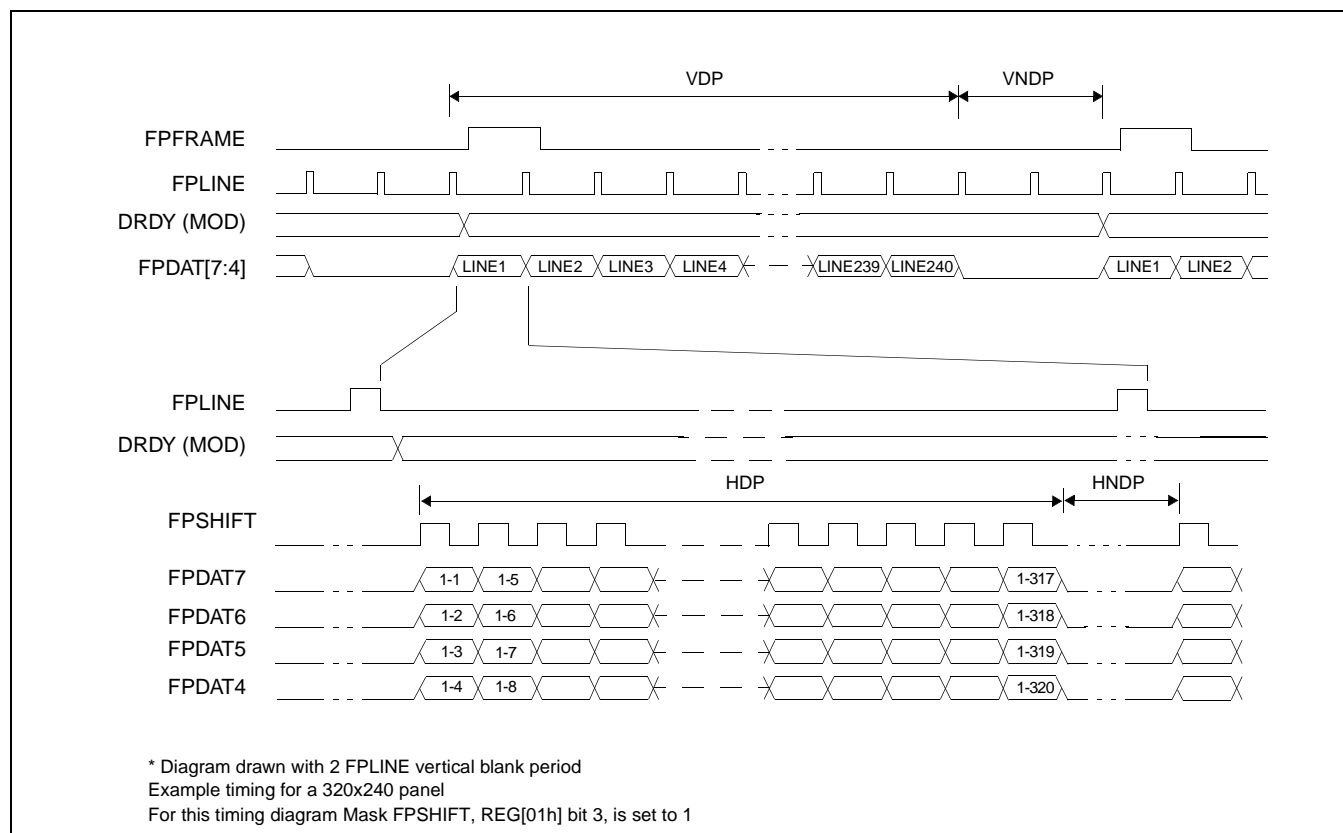 VDP VNDP
FPFRAME
FPLINE
DRDY (MOD)
FPDAT[7:4] LINE1 LINE2 LINE3 LINE4 LINE239 LINE240 LINE1 LINE2
FPLINE
DRDY (MOD)
HDP HNDP
FPSHIFT
FPDAT7 1-1 1-5 1-317
FPDAT6 1-2 1-6 1-318
FPDAT5 1-3 1-7 1-319
FPDAT4 1-4 1-8 1-320
* Diagram drawn with 2 FPLINE vertical blank period
Example timing for a 320x240 panel
For this timing diagram Mask FPSHIFT, REG[01h] bit 3, is set to 1